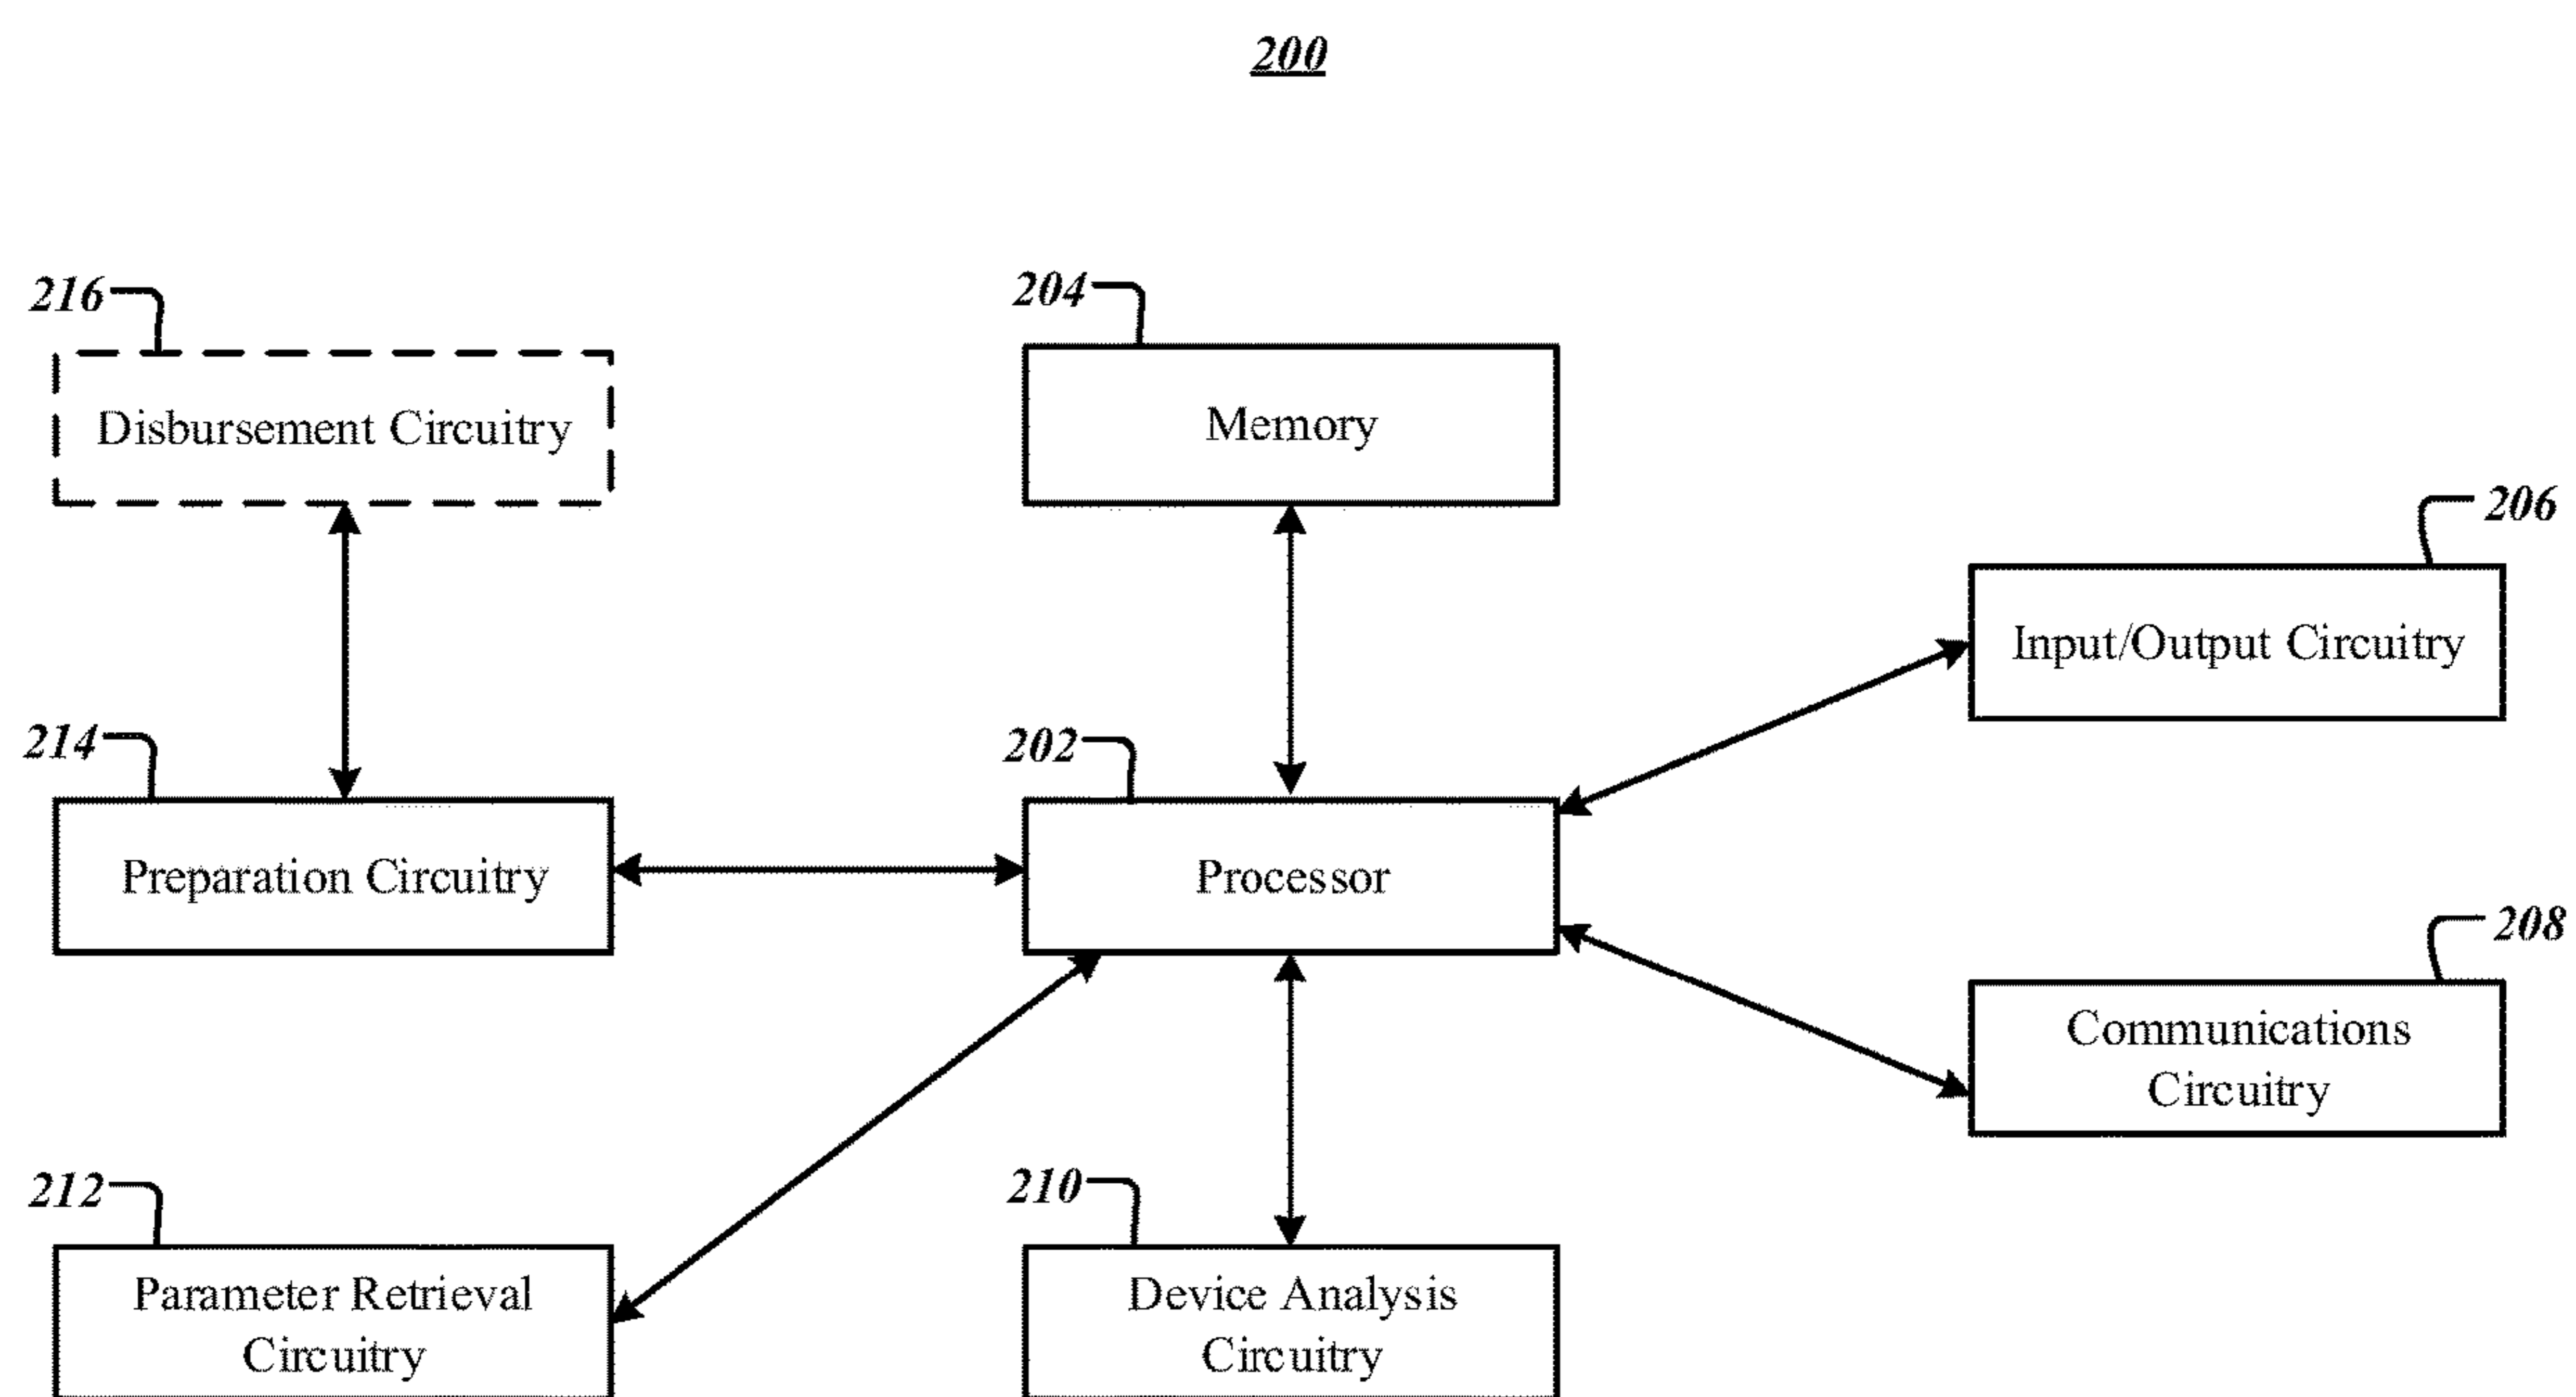 200
216
204
Disbursement Circuitry
Memory
206
Input/Output Circuitry
214
202
Preparation Circuitry
Processor
208
Communications
Circuitry
212
210
Parameter Retrieval
Circuitry
Device Analysis
Circuitry